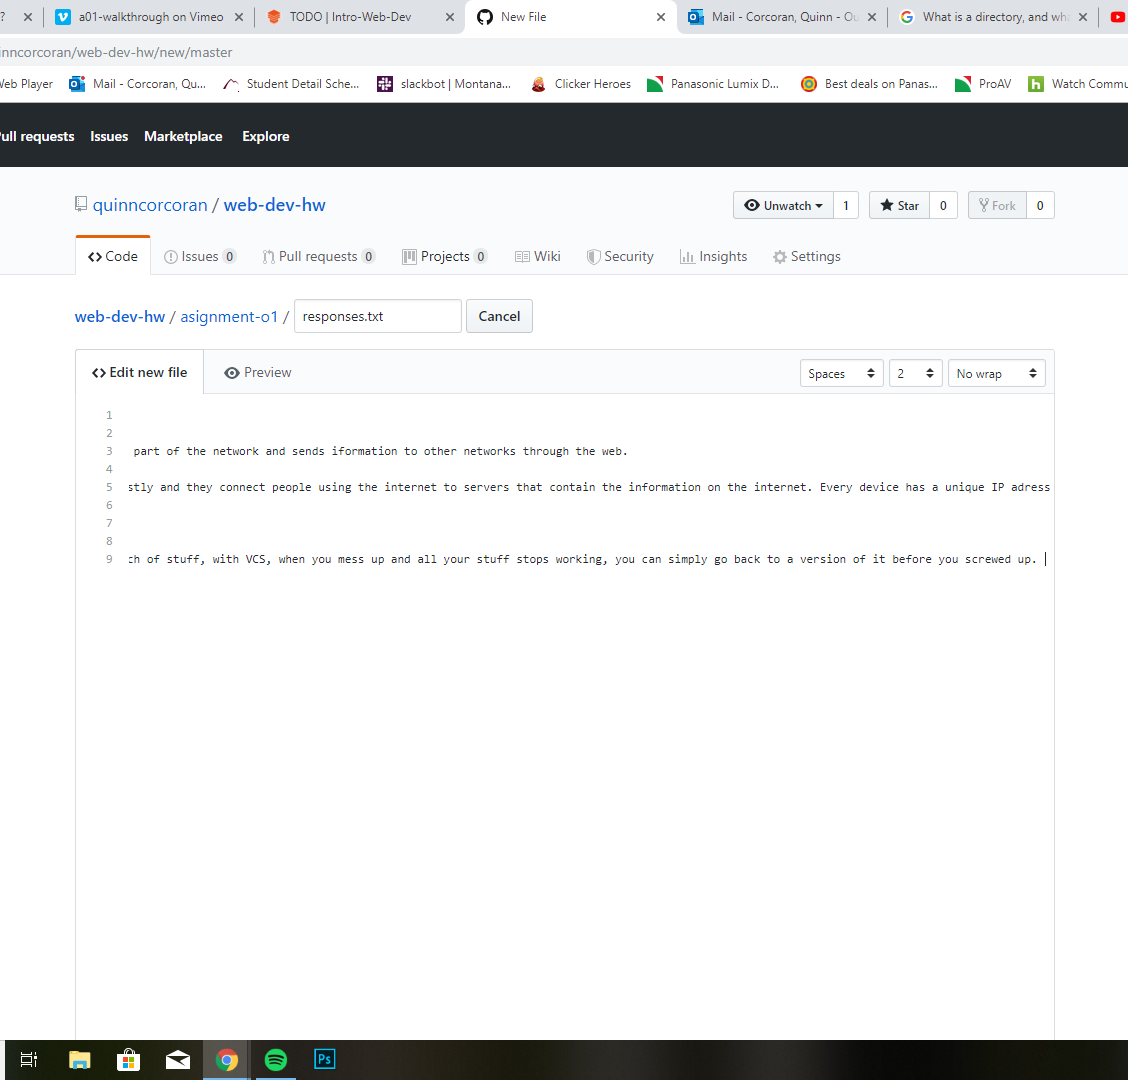 ? a01-walkthrough on Vimeo TODO | Intro-Web-Dev New File Mail - Corcoran, Quinn - Ou What is a directory, and wha
inncorcoran/web-dev-hw/new/master
Web Player Mail - Corcoran, Qu... Student Detail Sche... slackbot | Montana... Clicker Heroes Panasonic Lumix D... Best deals on Panas... ProAV Watch Commu
ull requests Issues Marketplace Explore
quinncorcoran / web-dev-hw Unwatch 1 Star 0 Fork 0
Code Issues 0 Pull requests 0 Projects 0 Wiki Security Insights Settings
web-dev-hw / asignment-o1 / responses.txt Cancel
Edit new file Preview Spaces 2 No wrap
1
2
3 part of the network and sends iformation to other networks through the web.
4
5 stly and they connect people using the internet to servers that contain the information on the internet. Every device has a unique IP adress
6
7
8
9 ch of stuff, with VCS, when you mess up and all your stuff stops working, you can simply go back to a version of it before you screwed up.
Ps